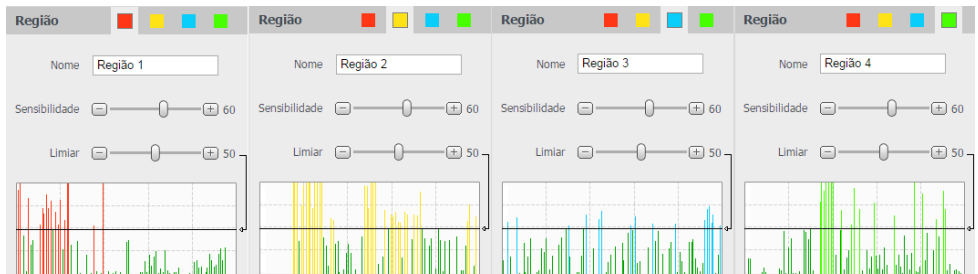 Região
Nome Região 1
Sensibilidade 60
Limiar 50
Região
Nome Região 2
Sensibilidade 60
Limiar 50
Região
Nome Região 3
Sensibilidade 60
Limiar 50
Região
Nome Região 4
Sensibilidade 60
Limiar 50